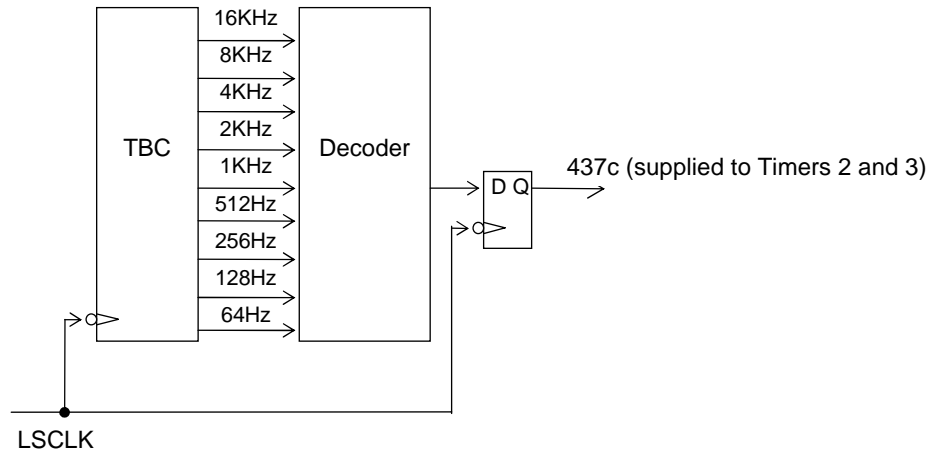 16KHz
8KHz
4KHz
2KHz
1KHz
512Hz
256Hz
128Hz
64Hz
TBC
Decoder
D Q
437c (supplied to Timers 2 and 3)
LSCLK